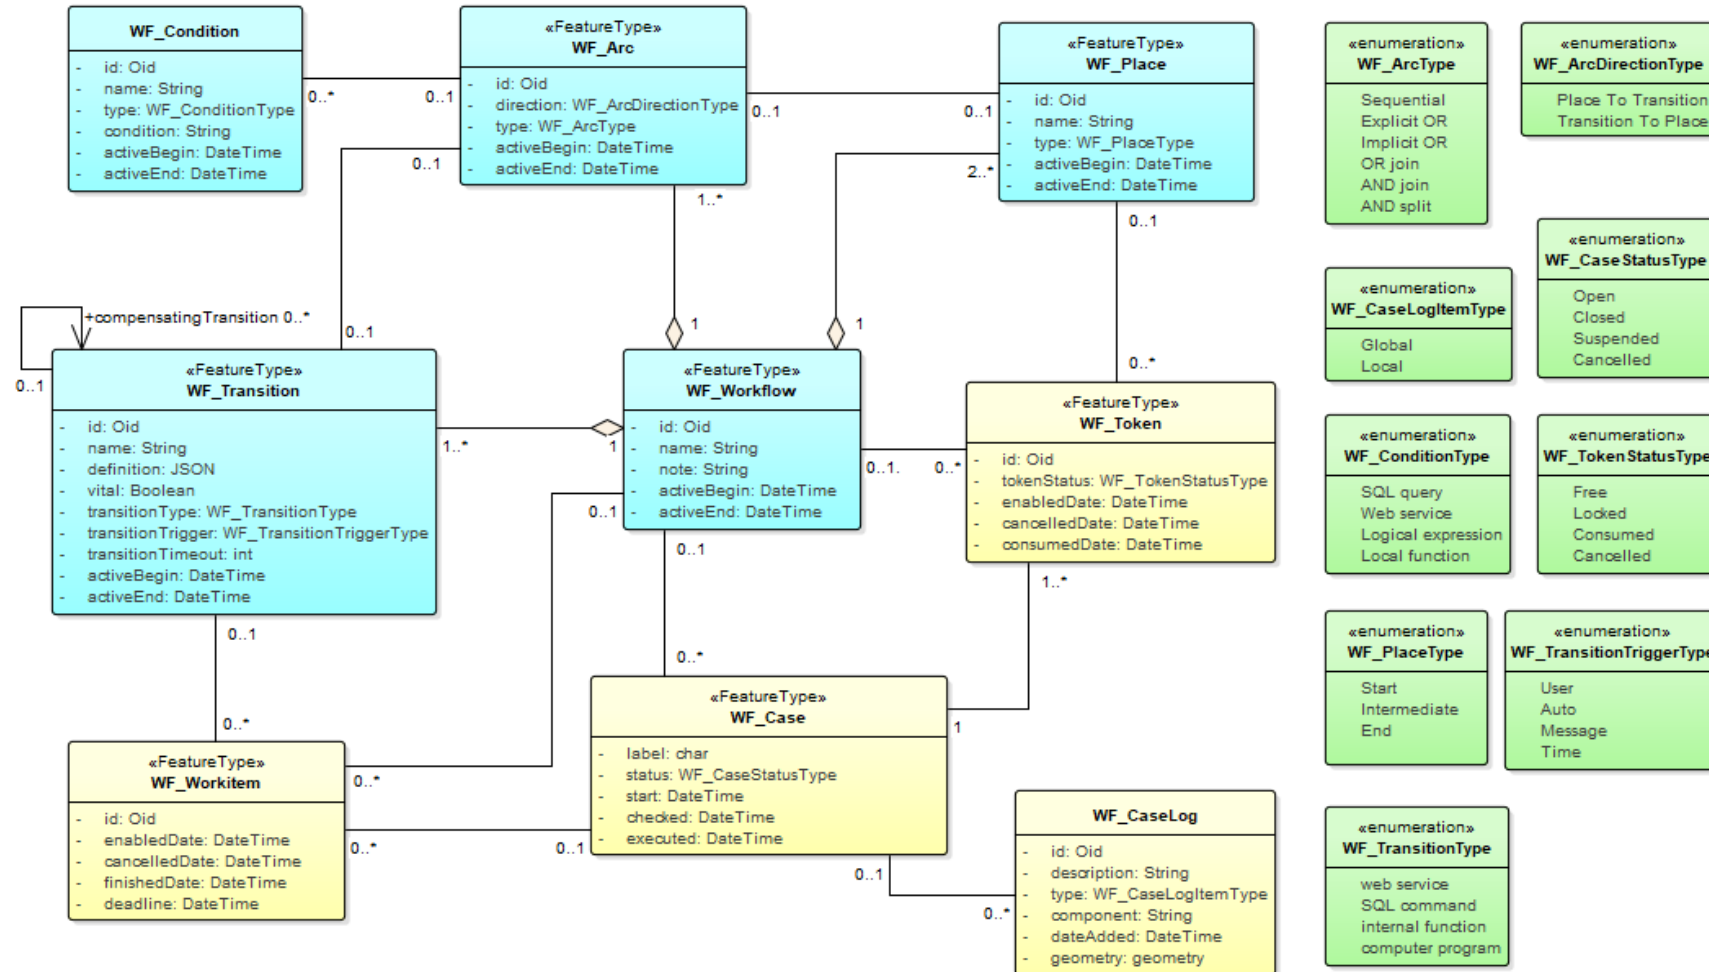 WF_Condition
- id: Oid
- name: String
- type: WF_ConditionType
- condition: String
- activeBegin: DateTime
- activeEnd: DateTime
0..*
0..1
«FeatureType»
WF_Arc
- id: Oid
- direction: WF_ArcDirectionType
- type: WF_ArcType
- activeBegin: DateTime
- activeEnd: DateTime
0..1
0..1
0..1
1..*
«FeatureType»
WF_Place
- id: Oid
- name: String
- type: WF_PlaceType
- activeBegin: DateTime
- activeEnd: DateTime
2..*
0..1
+compensatingTransition 0..*
0..1
0..1
1
1
0..*
«FeatureType»
WF_Transition
- id: Oid
- name: String
- definition: JSON
- vital: Boolean
- transitionType: WF_TransitionType
- transitionTrigger: WF_TransitionTriggerType
- transitionTimeout: int
- activeBegin: DateTime
- activeEnd: DateTime
1..*
1
0..1
«FeatureType»
WF_Workflow
- id: Oid
- name: String
- note: String
- activeBegin: DateTime
- activeEnd: DateTime
0..1.
0..*
0..1
0..1
«FeatureType»
WF_Token
- id: Oid
- tokenStatus: WF_TokenStatusType
- enabledDate: DateTime
- cancelledDate: DateTime
- consumedDate: DateTime
1..*
0..*
0..*
«FeatureType»
WF_Workitem
- id: Oid
- enabledDate: DateTime
- cancelledDate: DateTime
- finishedDate: DateTime
- deadline: DateTime
0..*
0..*
0..1
«FeatureType»
WF_Case
- label: char
- status: WF_CaseStatusType
- start: DateTime
- checked: DateTime
- executed: DateTime
1
0..1
0..*
WF_CaseLog
- id: Oid
- description: String
- type: WF_CaseLogItemType
- component: String
- dateAdded: DateTime
- geometry: geometry
«enumeration»
WF_ArcType
Sequential
Explicit OR
Implicit OR
OR join
AND join
AND split
«enumeration»
WF_ArcDirectionType
Place To Transition
Transition To Place
«enumeration»
WF_CaseLogItemType
Global
Local
«enumeration»
WF_CaseStatusType
Open
Closed
Suspended
Cancelled
«enumeration»
WF_ConditionType
SQL query
Web service
Logical expression
Local function
«enumeration»
WF_TokenStatusType
Free
Locked
Consumed
Cancelled
«enumeration»
WF_PlaceType
Start
Intermediate
End
«enumeration»
WF_TransitionTriggerType
User
Auto
Message
Time
«enumeration»
WF_TransitionType
web service
SQL command
internal function
computer program